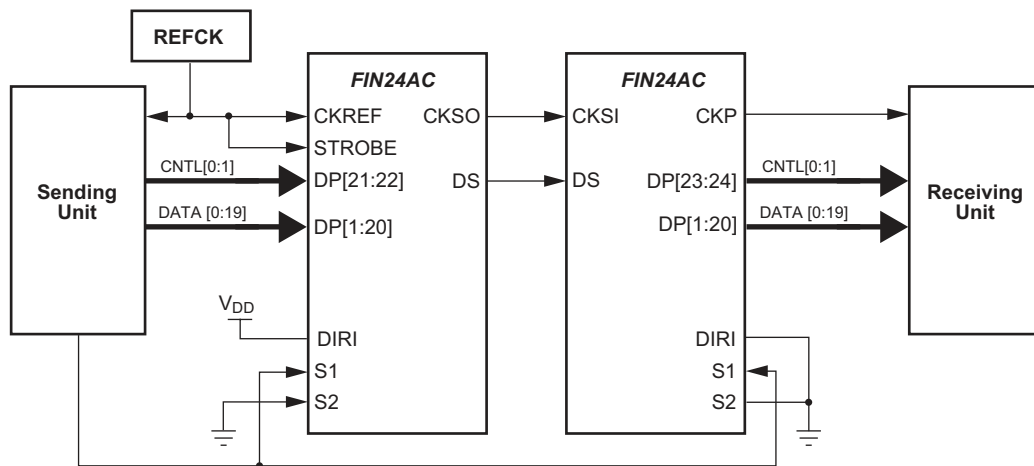 REFCK
FIN24AC
FIN24AC
CKREF
CKSO
CKSI
CKP
STROBE
CNTL[0:1]
CNTL[0:1]
Sending
Unit
DP[21:22]
DS
DS
DP[23:24]
Receiving
Unit
DATA [0:19]
DATA [0:19]
DP[1:20]
DP[1:20]
VDD
DIRI
DIRI
S1
S1
S2
S2